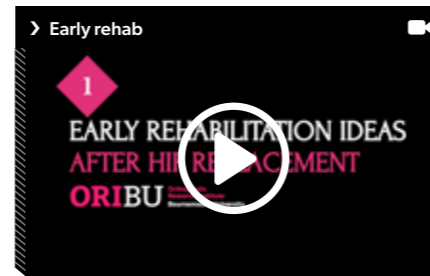 Early rehab
1
EARLY REHABILITATION IDEAS
AFTER HIP REPLACEMENT
ORIBU